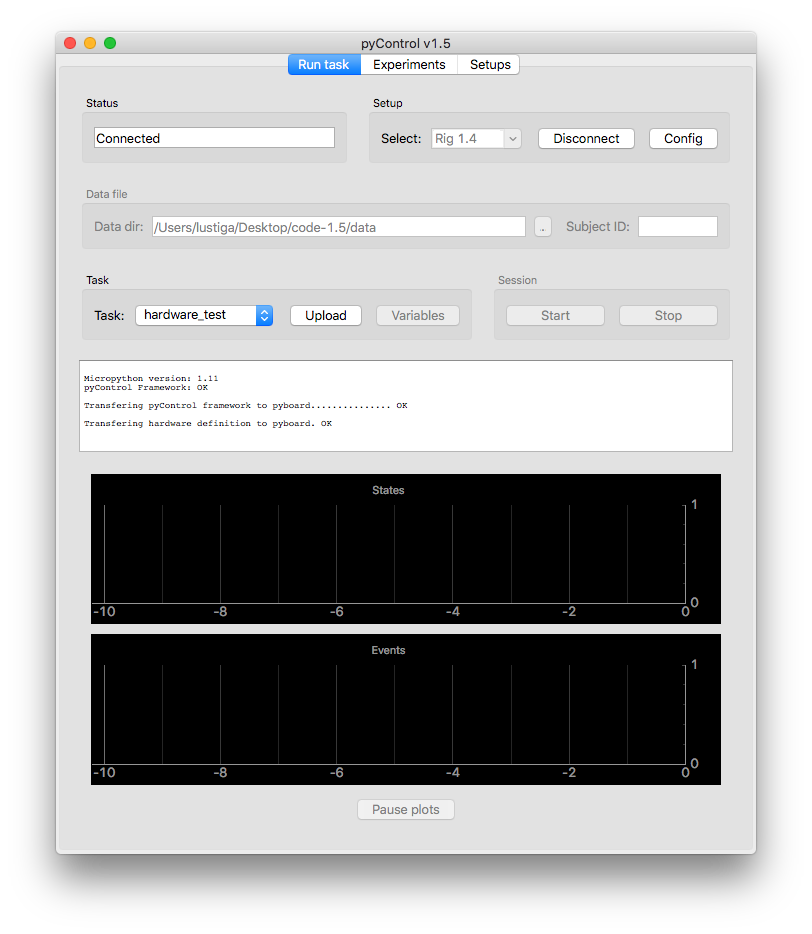 pyControl v1.5
Run task Experiments Setups
Status Setup
Connected Select: Rig 1.4 Disconnect Config
Data file
Data dir: /Users/lustiga/Desktop/code-1.5/data . Subject ID:
Task Session
Task: hardware_test Upload Variables Start Stop
Micropython version: 1.11
pyControl Framework: OK
Transfering pyControl framework to pyboard............... OK
Transfering hardware definition to pyboard. OK
States
1
0
-10 -8 -6 -4 -2 0
Events
1
0
-10 -8 -6 -4 -2 0
Pause plots